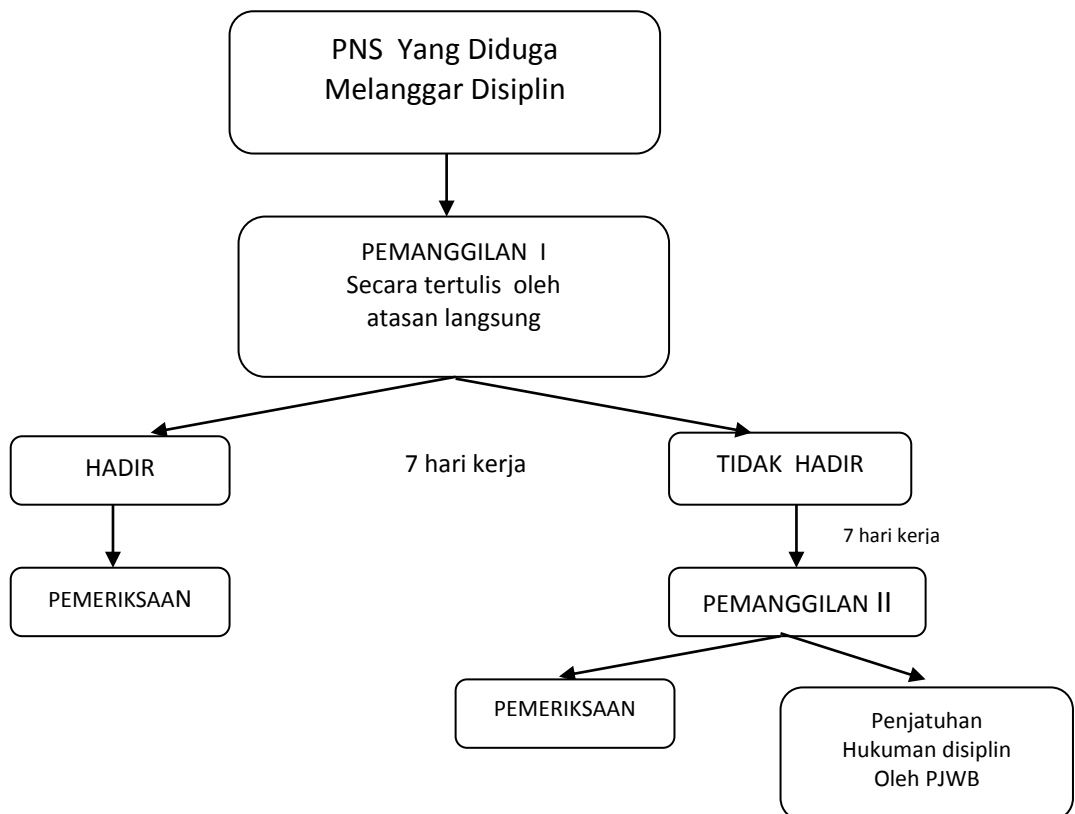 PNS Yang Diduga
Melanggar Disiplin
PEMANGGILAN I
Secara tertulis oleh
atasan langsung
HADIR
7 hari kerja
TIDAK HADIR
7 hari kerja
PEMERIKSAAN
PEMANGGILAN II
PEMERIKSAAN
Penjatuhan
Hukuman disiplin
Oleh PJWB